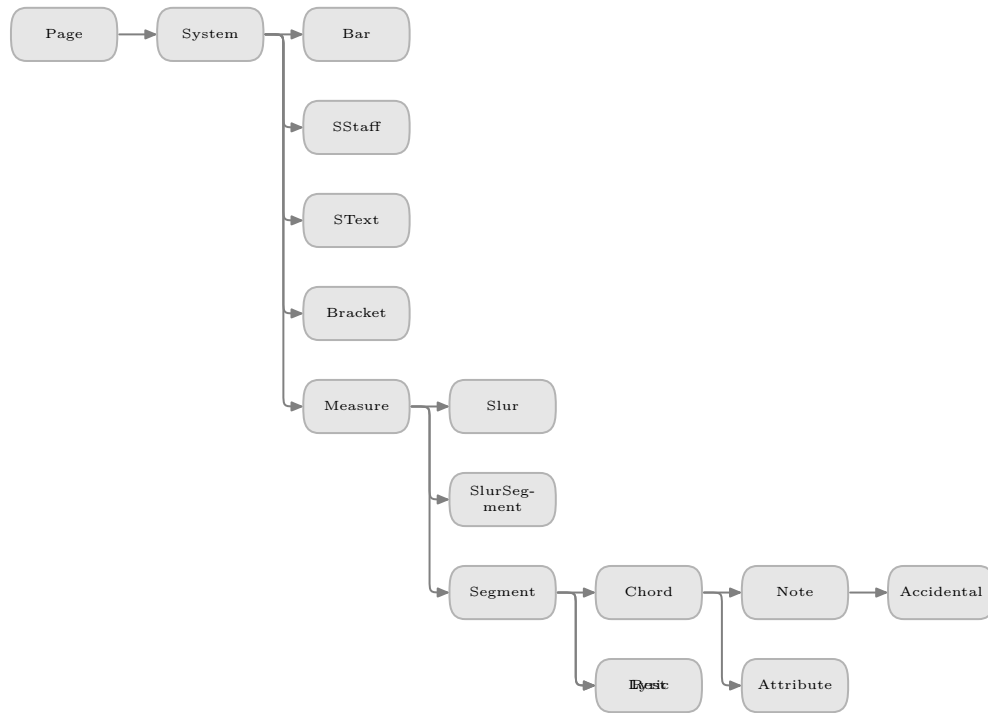 Page
System
Bar
SStaff
SText
Bracket
Measure
Slur
SlurSeg-
ment
Segment
Chord
Note
Accidental
Attribute